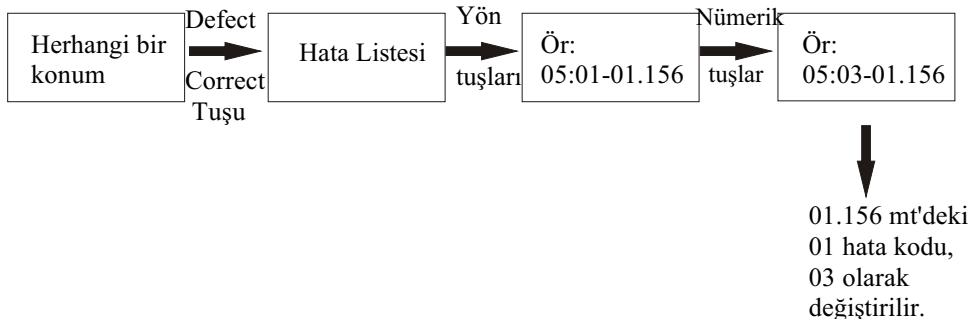 Herhangi bir
konum
Defect
Correct
Tuşu
Hata Listesi
Yön
tuşları
Ör:
05:01-01.156
Nümerik
tuşlar
Ör:
05:03-01.156
01.156 mt'deki
01 hata kodu,
03 olarak
değiştirilir.